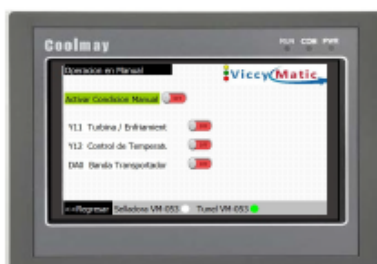 Coolmay
RUN COM PWR
Operacion en Manual
ViccyMatic
Activar Condicion Manual
Y11 Turbina / Enfriamient
Y12 Control de Temperat.
DA0 Banda Transportador
<<Regresar Selladora VM-053 Tunel VM-053